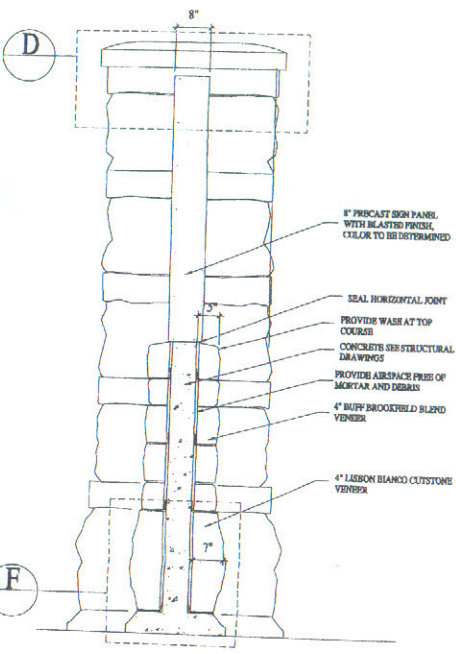 8"
D
8" PRECAST SIGN PANEL
WITH BLASTED FINISH,
COLOR TO BE DETERMINED
SEAL HORIZONTAL JOINT
5"
PROVIDE WASH AT TOP
COURSE
CONCRETE SEE STRUCTURAL
DRAWINGS
PROVIDE AIRSPACE FREE OF
MORTAR AND DEBRIS
4" BUFF BROOKFIELD BLEND
VENEER
4" LISBON BIANCO CUTSTONE
VENEER
7"
F